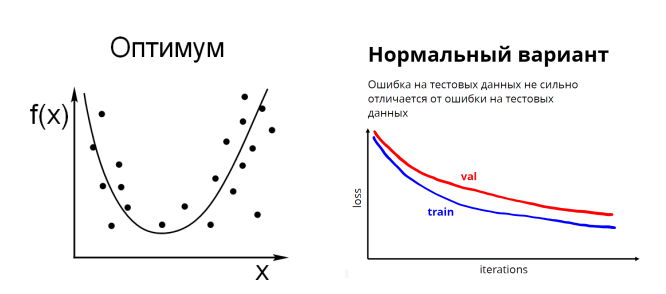 Оптимум
f(x)
x
Нормальный вариант
Ошибка на тестовых данных не сильно
отличается от ошибки на тестовых
данных
val
train
loss
iterations